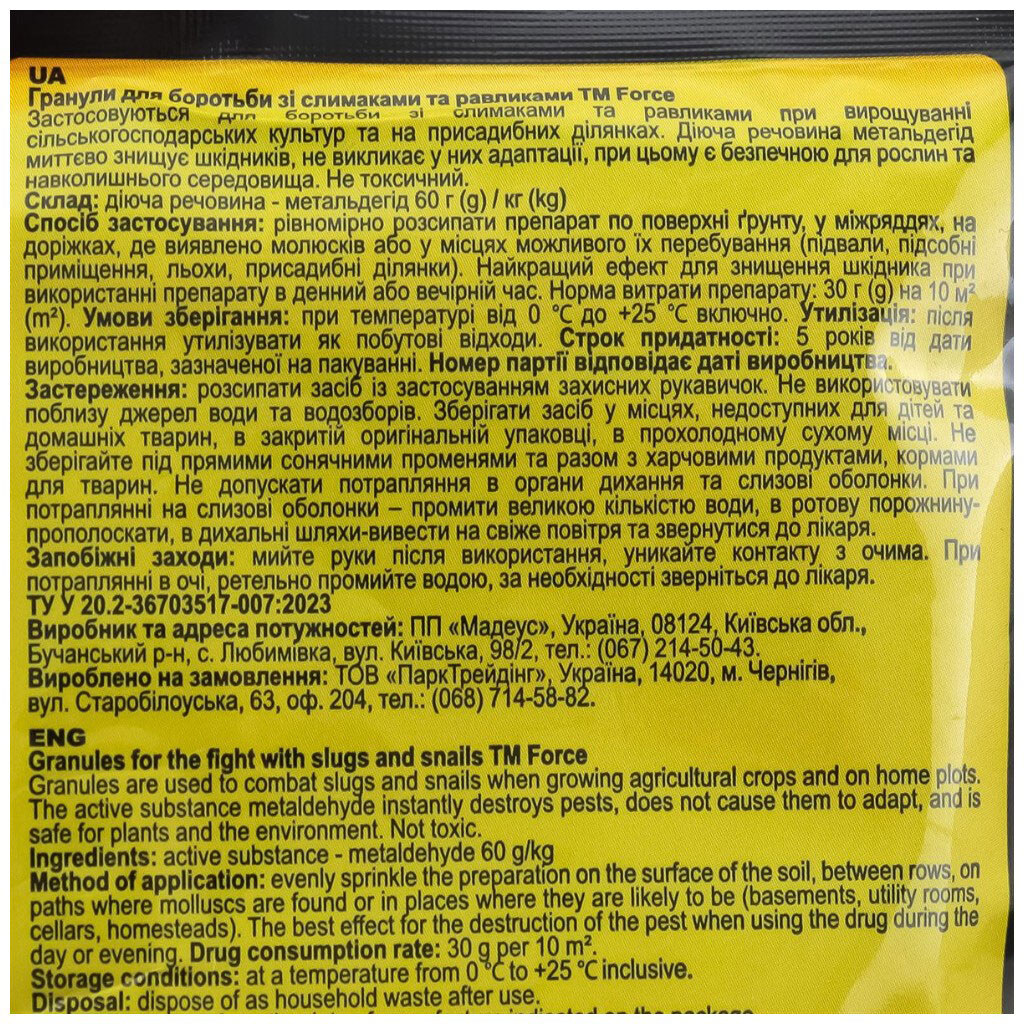 UA
Гранули для боротьби зі слимаками та равликами ТМ Force
Застосовуються для боротьби зі слимаками та равликами при вирощуванні
сільськогосподарських культур та на присадибних ділянках. Діюча речовина метальдегід
миттєво знищує шкідників, не викликає у них адаптації, при цьому є безпечною для рослин та
навколишнього середовища. Не токсичний.
Склад: діюча речовина - метальдегід 60 г (g) / кг (kg)
Спосіб застосування: рівномірно розсипати препарат по поверхні ґрунту, у міжряддях, на
доріжках, де виявлено молюсків або у місцях можливого їх перебування (підвали, підсобні
приміщення, льохи, присадибні ділянки). Найкращий ефект для знищення шкідника при
використанні препарату в денний або вечірній час. Норма витрати препарату: 30 г (g) на 10 м²
(m²). Умови зберігання: при температурі від 0 °С до +25 °С включно. Утилізація: після
використання утилізувати як побутові відходи. Строк придатності: 5 років від дати
виробництва, зазначеної на пакуванні. Номер партії відповідає даті виробництва.
Застереження: розсипати засіб із застосуванням захисних рукавичок. Не використовувати
поблизу джерел води та водозборів. Зберігати засіб у місцях, недоступних для дітей та
домашніх тварин, в закритій оригінальній упаковці, в прохолодному сухому місці. Не
зберігайте під прямими сонячними променями та разом з харчовими продуктами, кормами
для тварин. Не допускати потрапляння в органи дихання та слизові оболонки. При
потраплянні на слизові оболонки – промити великою кількістю води, в ротову порожнину-
прополоскати, в дихальні шляхи-вивести на свіже повітря та звернутися до лікаря.
Запобіжні заходи: мийте руки після використання, уникайте контакту з очима. При
потраплянні в очі, ретельно промийте водою, за необхідності зверніться до лікаря.
ТУ У 20.2-36703517-007:2023
Виробник та адреса потужностей: ПП «Мадеус», Україна, 08124, Київська обл.,
Бучанський р-н, с. Любимівка, вул. Київська, 98/2, тел.: (067) 214-50-43.
Вироблено на замовлення: ТОВ «ПаркТрейдінг», Україна, 14020, м. Чернігів,
вул. Старобілоуська, 63, оф. 204, тел.: (068) 714-58-82.
ENG
Granules for the fight with slugs and snails TM Force
Granules are used to combat slugs and snails when growing agricultural crops and on home plots.
The active substance metaldehyde instantly destroys pests, does not cause them to adapt, and is
safe for plants and the environment. Not toxic.
Ingredients: active substance - metaldehyde 60 g/kg
Method of application: evenly sprinkle the preparation on the surface of the soil, between rows, on
paths where molluscs are found or in places where they are likely to be (basements, utility rooms,
cellars, homesteads). The best effect for the destruction of the pest when using the drug during the
day or evening. Drug consumption rate: 30 g per 10 m².
Storage conditions: at a temperature from 0 °C to +25 °C inclusive.
Disposal: dispose of as household waste after use.
indicated on the package